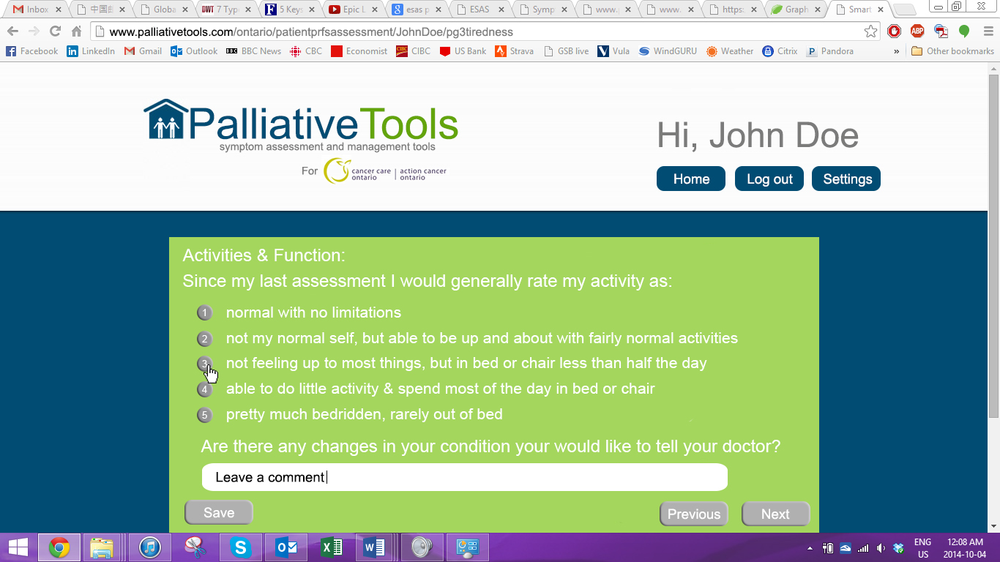 Inbox
中国曲
Globa
DWT 7 Type
F 5 Keys
Epic L
esas p
ESAS
Symp
www.
www.
https:
Graph
Smart
www.palliativetools.com/ontario/patientprfsassessment/JohnDoe/pg3tiredness
ABP
Facebook LinkedIn Gmail Outlook BBC News CBC Economist CIBC US Bank Strava GSB live Vula WindGURU Weather Citrix Pandora » Other bookmarks
PalliativeTools
symptom assessment and management tools
For cancer care ontario | action cancer ontario
Hi, John Doe
Home Log out Settings
Activities & Function:
Since my last assessment I would generally rate my activity as:
1 normal with no limitations
2 not my normal self, but able to be up and about with fairly normal activities
3 not feeling up to most things, but in bed or chair less than half the day
4 able to do little activity & spend most of the day in bed or chair
5 pretty much bedridden, rarely out of bed
Are there any changes in your condition your would like to tell your doctor?
Leave a comment
Save Previous Next
ENG 12:08 AM
US 2014-10-04